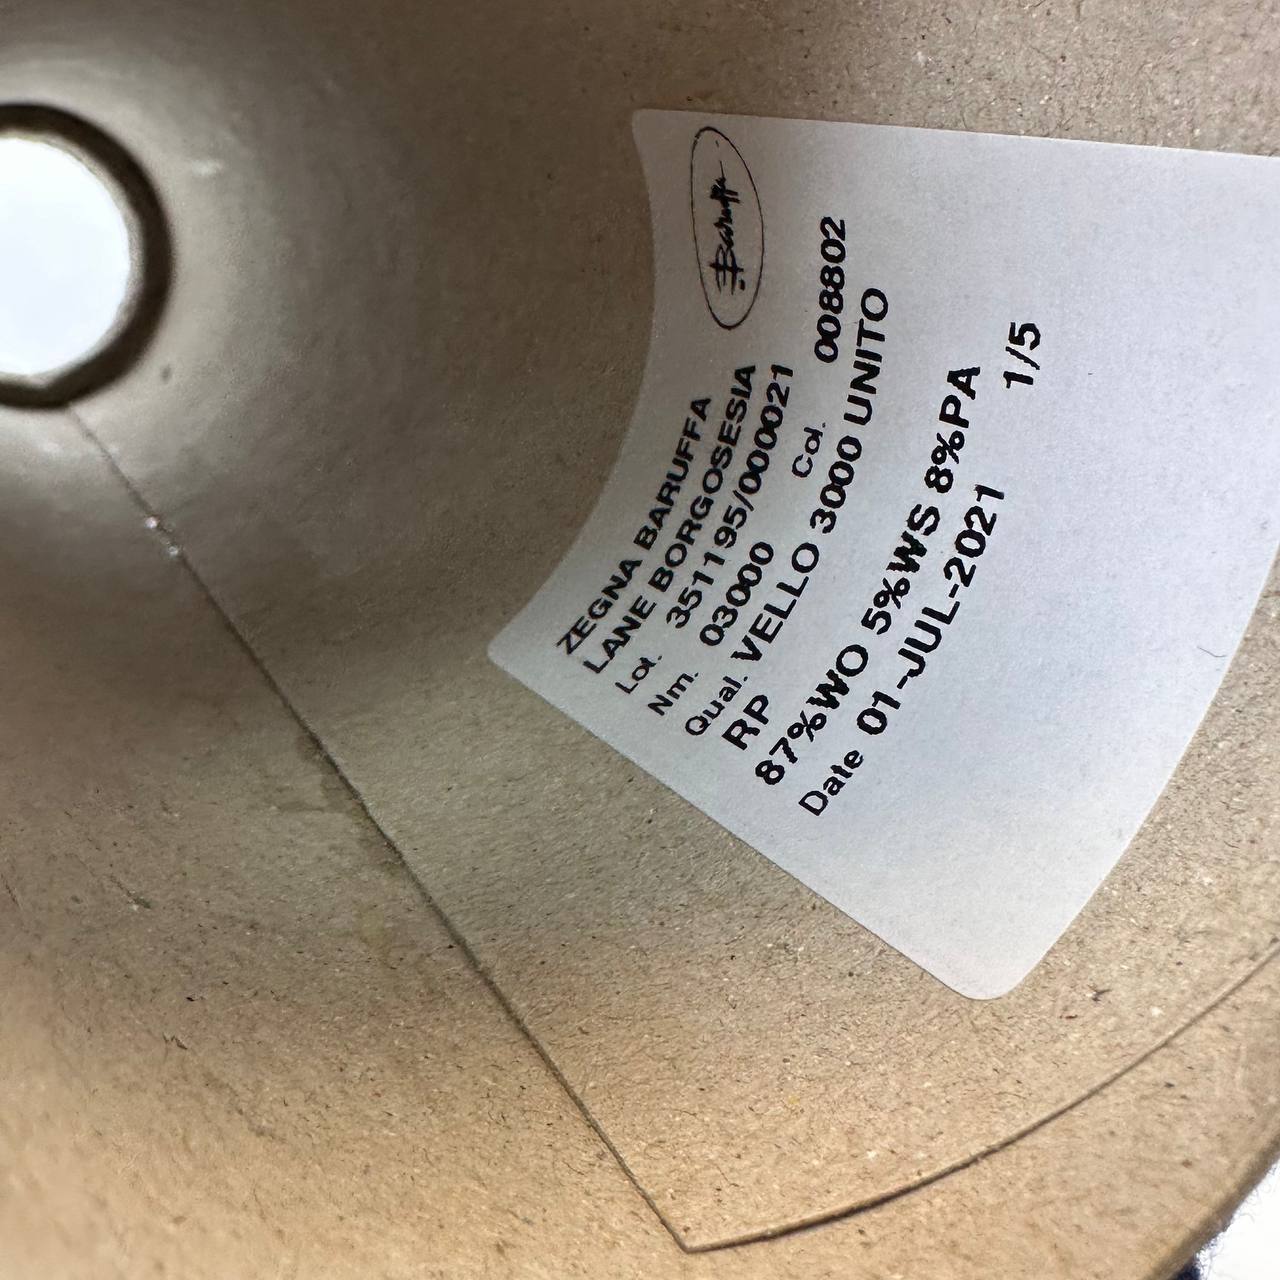 Baruffa
ZEGNA BARUFFA
LANE BORGOSESIA
Lot. 351195/000021
Nm. 03000 Col. 008802
Qual. VELLO 3000 UNITO
RP
87%WO 5%WS 8%PA
Date 01-JUL-2021 1/5